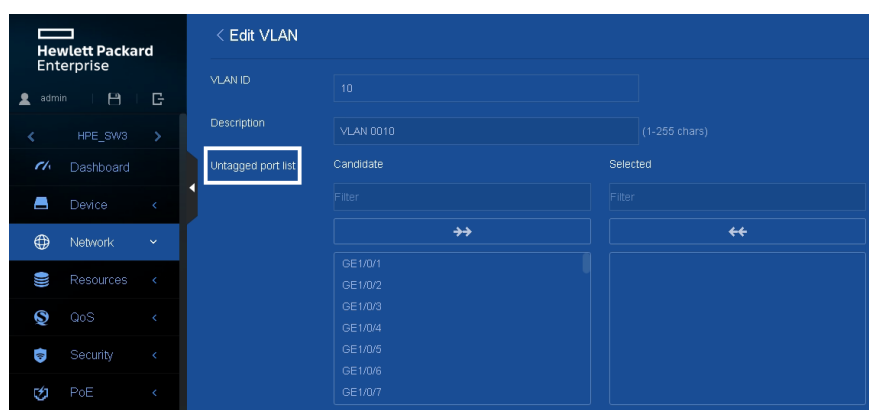 Hewlett Packard
Enterprise
admin
HPE_SW3
Dashboard
Device
Network
Resources
QoS
Security
PoE
< Edit VLAN
VLAN ID
10
Description
VLAN 0010
(1-255 chars)
Untagged port list
Candidate
Selected
Filter
Filter
GE1/0/1
GE1/0/2
GE1/0/3
GE1/0/4
GE1/0/5
GE1/0/6
GE1/0/7